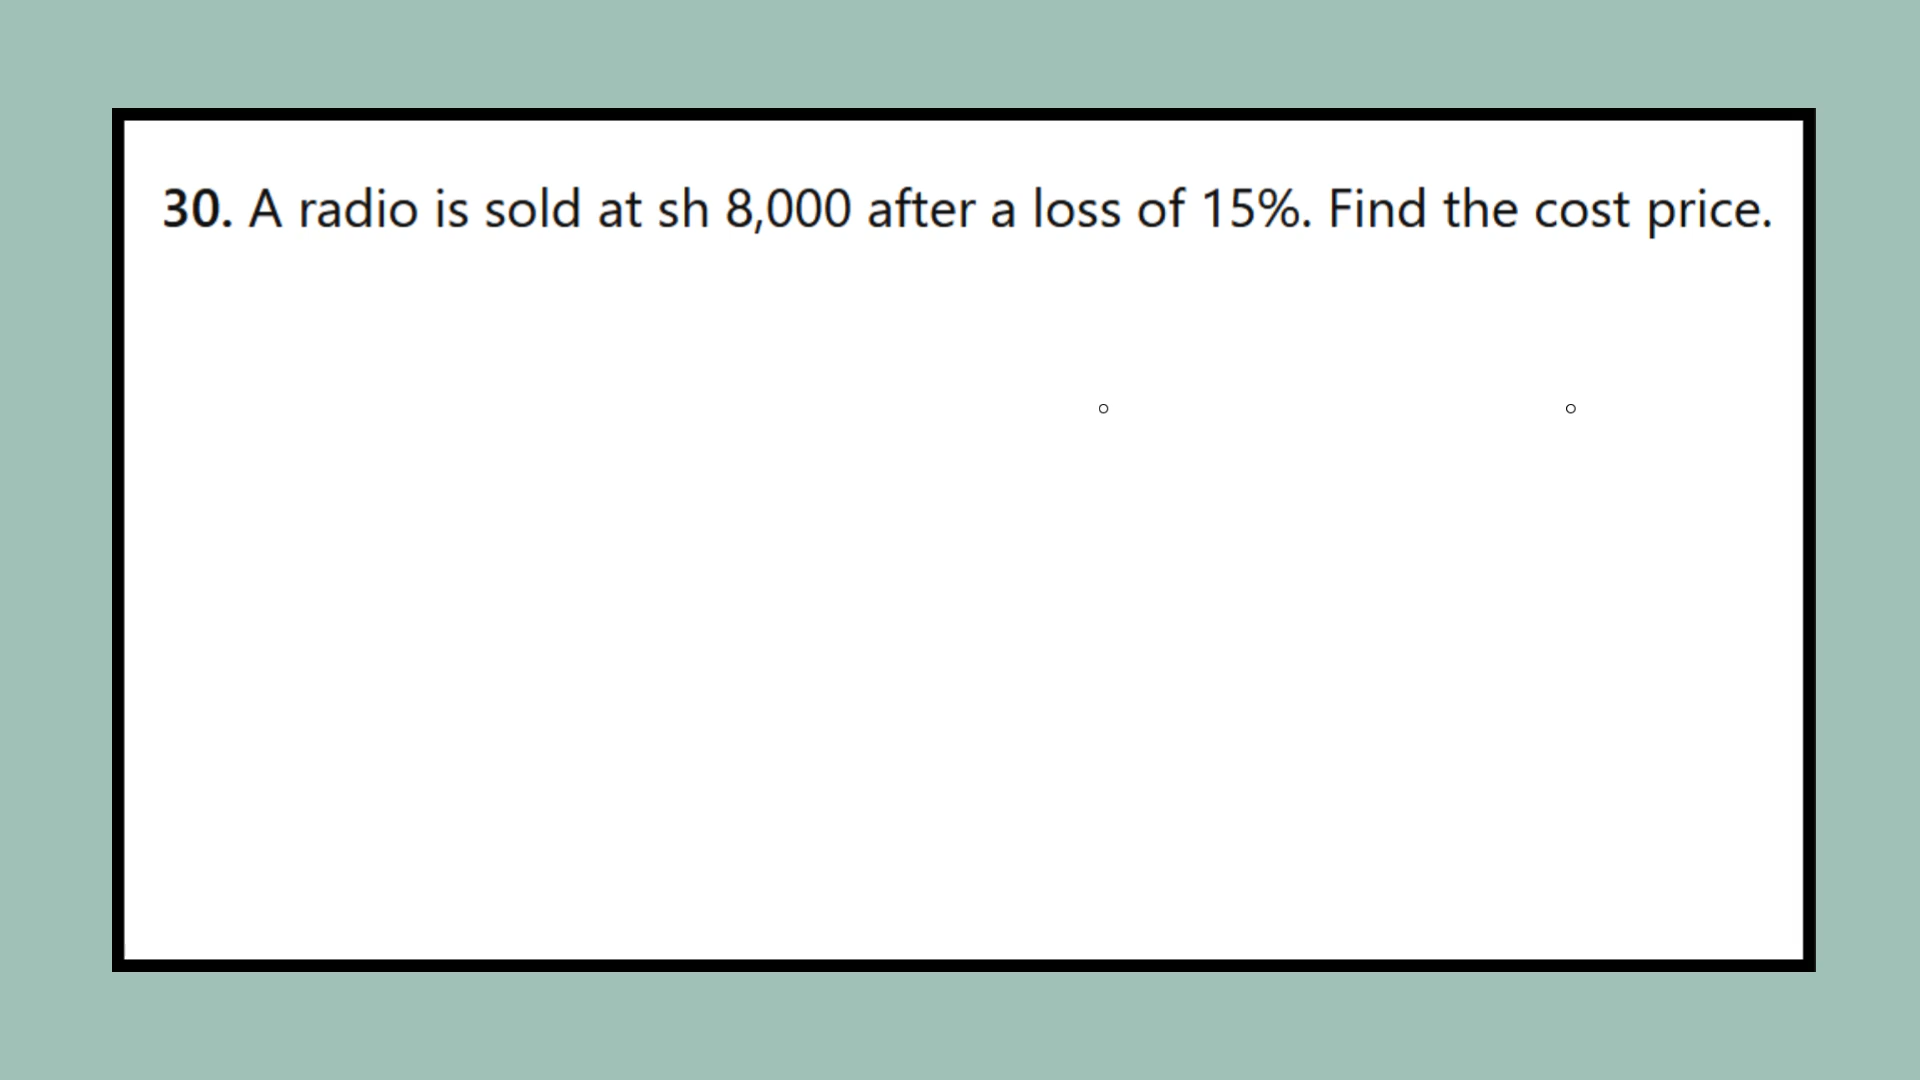 30. A radio is sold at sh 8,000 after a loss of 15%. Find the cost price.